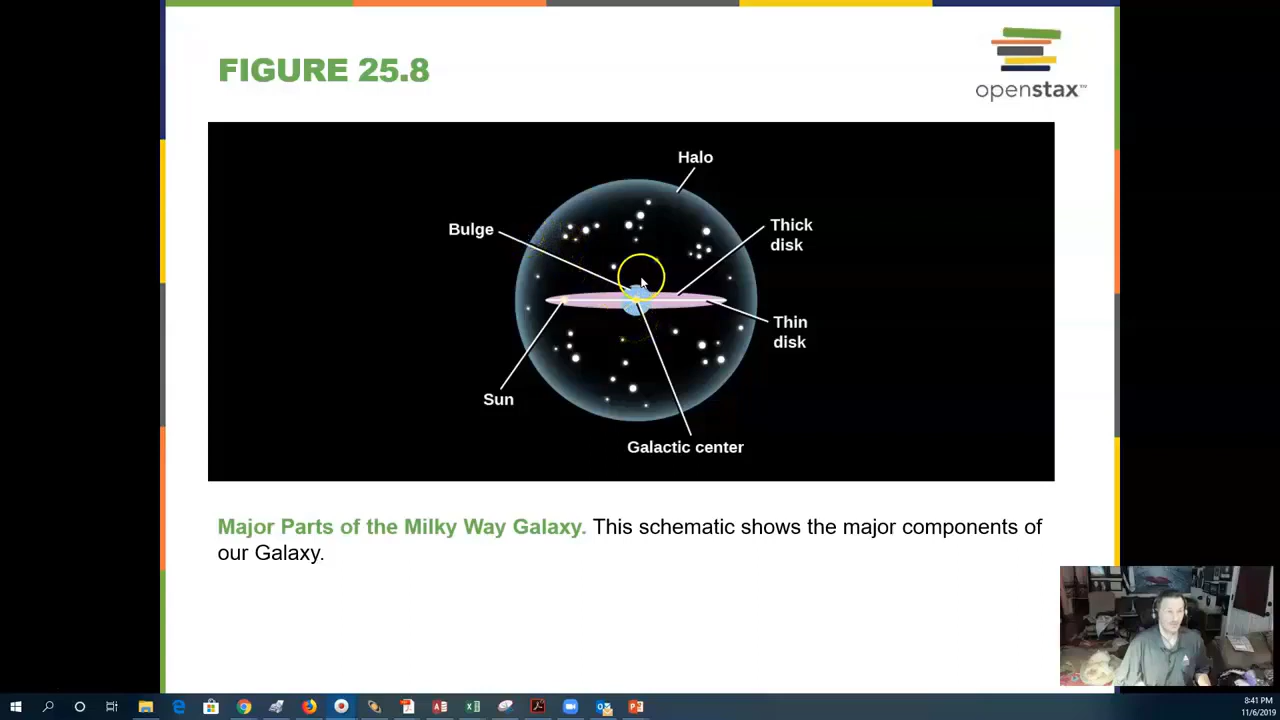 FIGURE 25.8
openstax™
Halo
Bulge
Thick
disk
Thin
disk
Sun
Galactic center
Major Parts of the Milky Way Galaxy. This schematic shows the major components of
our Galaxy.
8:41 PM
11/6/2019